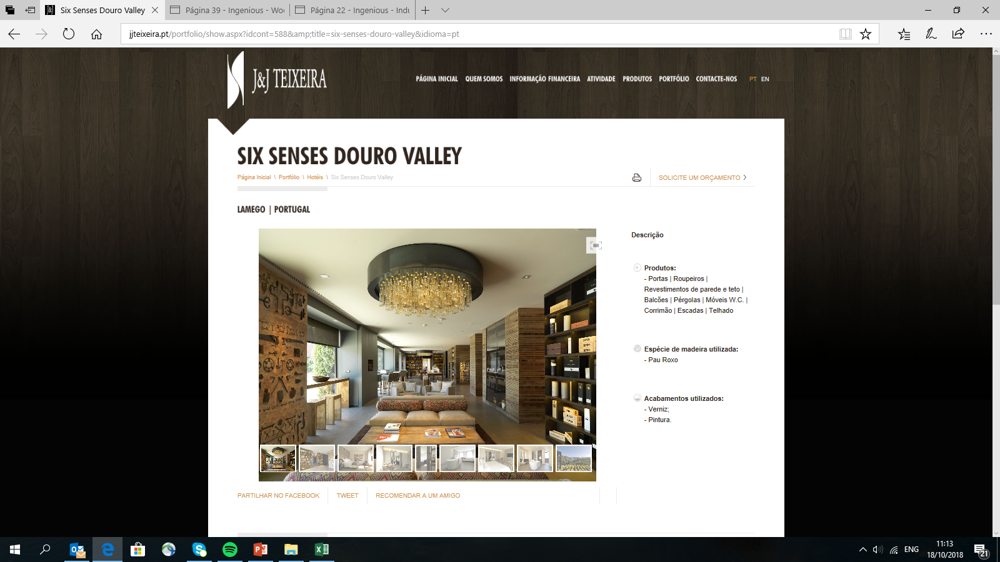 Six Senses Douro Valley
Página 39 - Ingenious - Woo
Página 22 - Ingenious - Indu
jjteixeira.pt/portfolio/show.aspx?idcont=588&amp;title=six-senses-douro-valley&idioma=pt
J&J TEIXEIRA
PÁGINA INICIAL QUEM SOMOS INFORMAÇÃO FINANCEIRA ATIVIDADE PRODUTOS PORTFÓLIO CONTACTE-NOS PT EN
SIX SENSES DOURO VALLEY
Página Inicial \ Portfólio \ Hotéis \ Six Senses Douro Valley
SOLICITE UM ORÇAMENTO
LAMEGO | PORTUGAL
Descrição
Produtos:
- Portas | Roupeiros |
Revestimentos de parede e teto |
Balcões | Pérgolas | Móveis W.C. |
Corrimão | Escadas | Telhado
Espécie de madeira utilizada:
- Pau Roxo
Acabamentos utilizados:
- Verniz;
- Pintura.
PARTILHAR NO FACEBOOK TWEET RECOMENDAR A UM AMIGO
ENG
11:13
18/10/2018
21